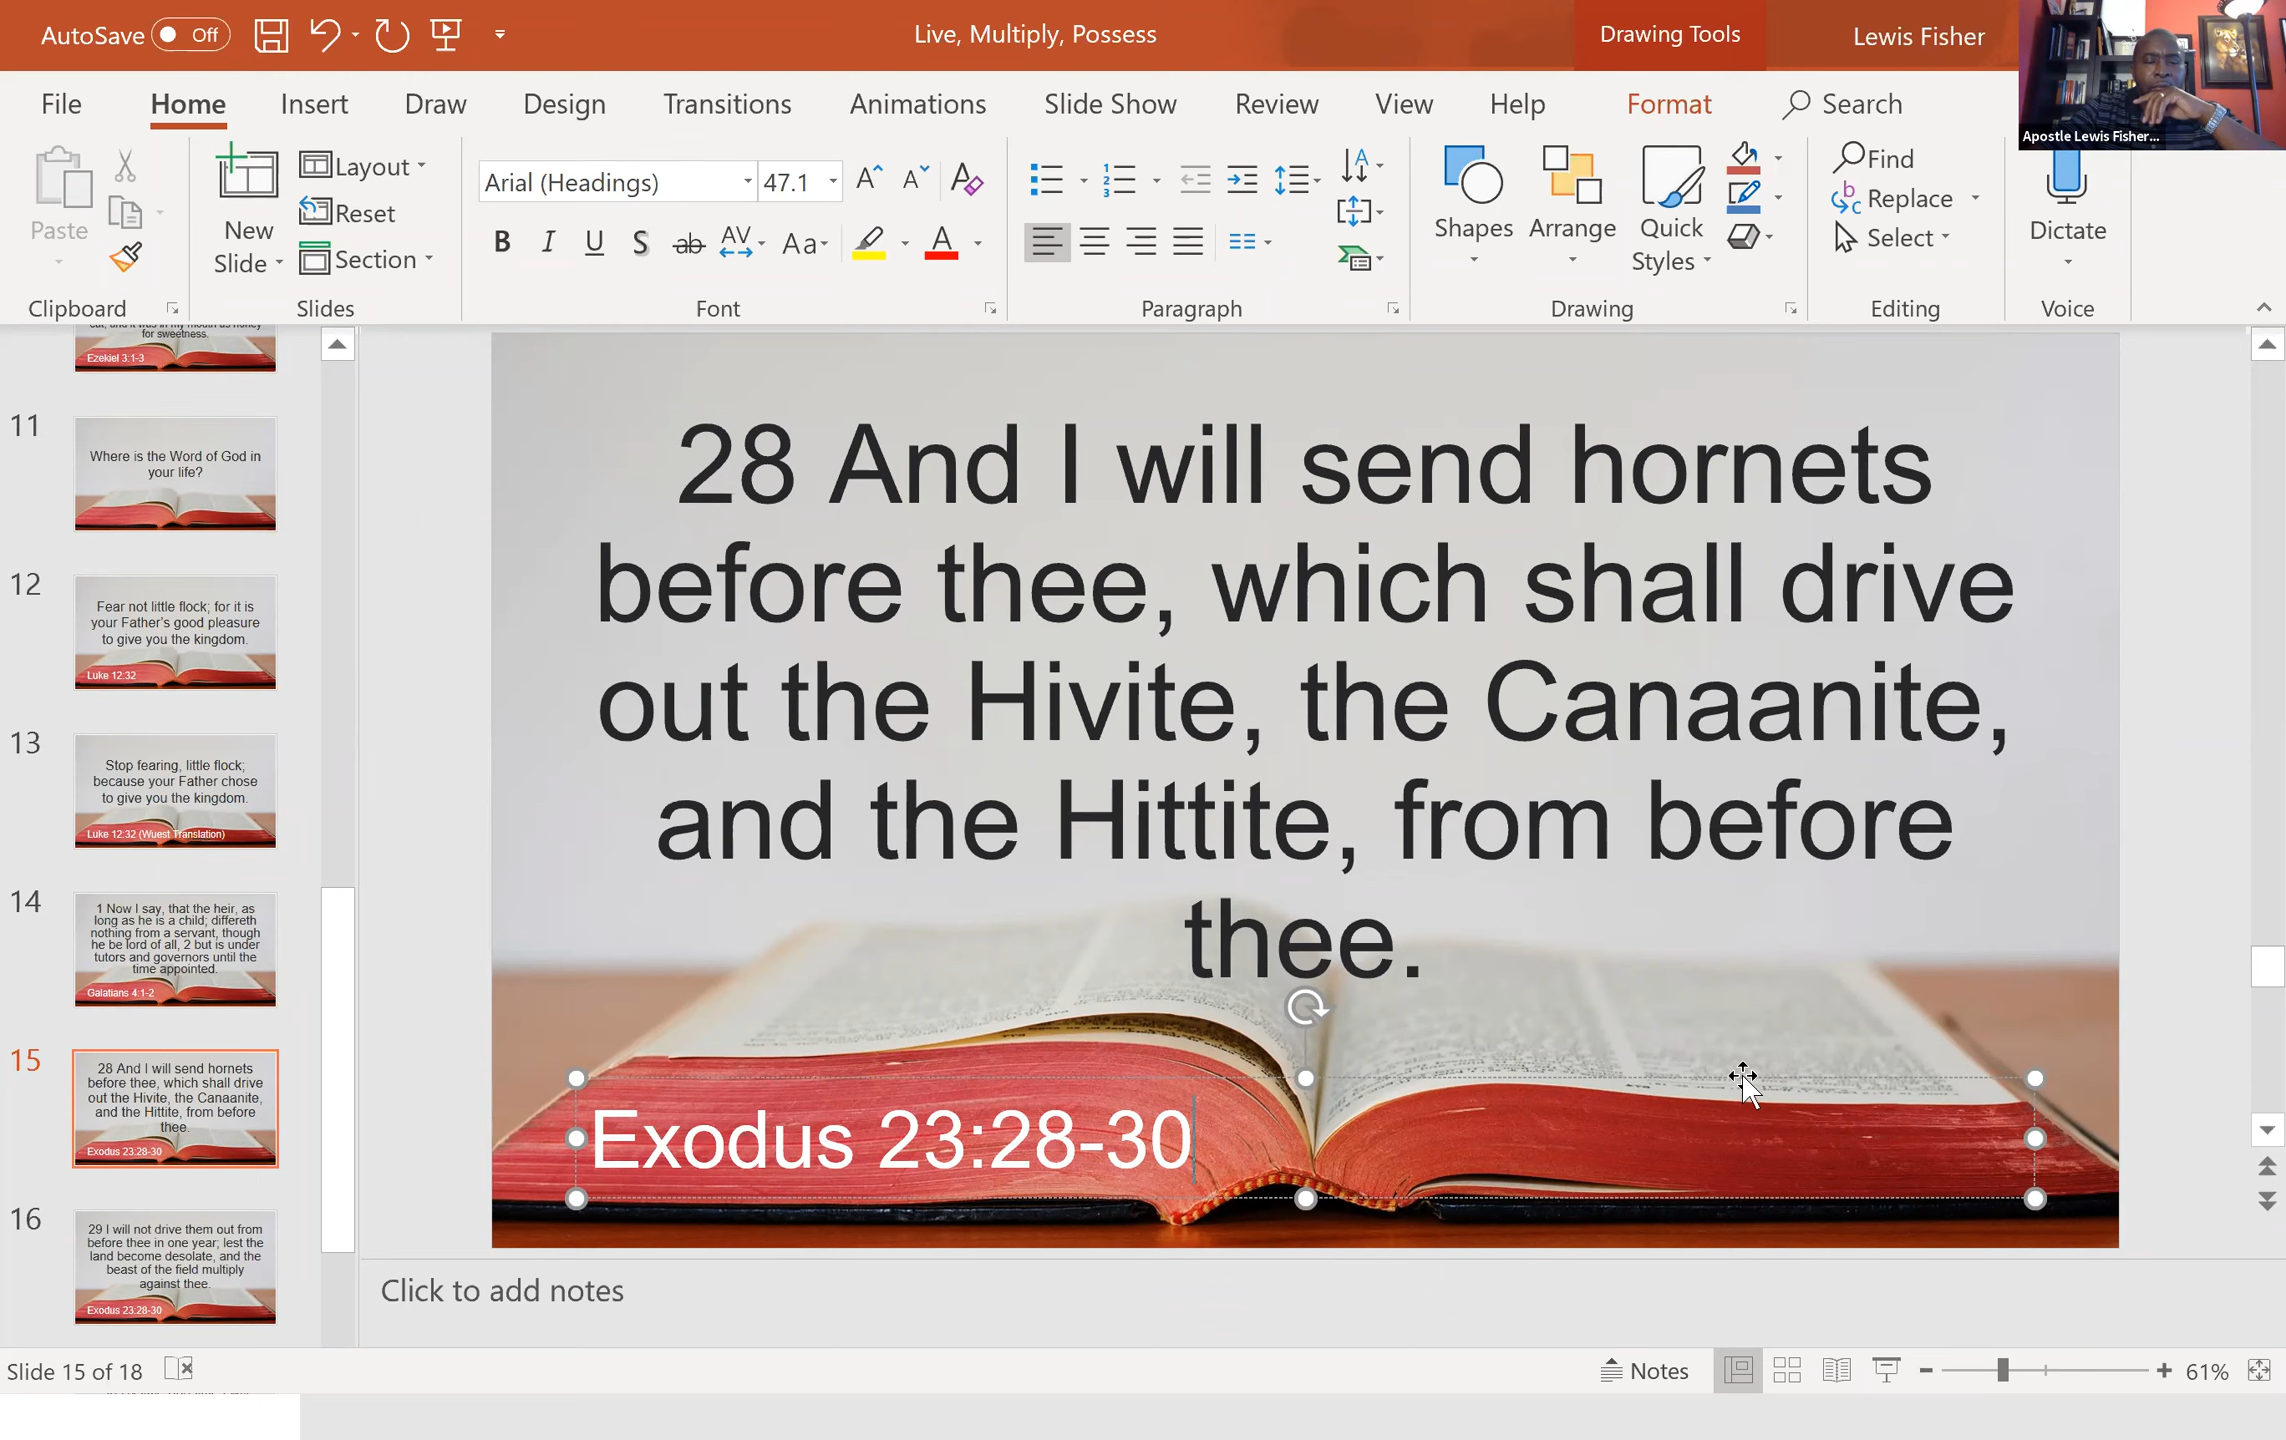 AutoSave Off
Live, Multiply, Possess
Drawing Tools
Lewis Fisher
Apostle Lewis Fisher...
File Home Insert Draw Design Transitions Animations Slide Show Review View Help Format Search
Paste
Clipboard
New
Slide
Layout
Reset
Section
Slides
Arial (Headings) 47.1
Font
Paragraph
Shapes
Arrange
Quick
Styles
Drawing
Find
Replace
Select
Editing
Dictate
Voice
for sweetness.
Ezekiel 3:1-3
11
Where is the Word of God in
your life?
12
Fear not little flock; for it is
your Father's good pleasure
to give you the kingdom.
Luke 12:32
13
Stop fearing, little flock;
because your Father chose
to give you the kingdom.
Luke 12:32 (Wuest Translation)
14
1 Now I say, that the heir, as
long as he is a child; differeth
nothing from a servant, though
he be lord of all, 2 but is under
tutors and governors until the
time appointed.
Galatians 4:1-2
15
28 And I will send hornets
before thee, which shall drive
out the Hivite, the Canaanite,
and the Hittite, from before
thee.
Exodus 23:28-30
16
29 I will not drive them out from
before thee in one year; lest the
land become desolate, and the
beast of the field multiply
against thee.
Exodus 23:28-30
28 And I will send hornets
before thee, which shall drive
out the Hivite, the Canaanite,
and the Hittite, from before
thee.
Exodus 23:28-30
Click to add notes
Slide 15 of 18
Notes
61%